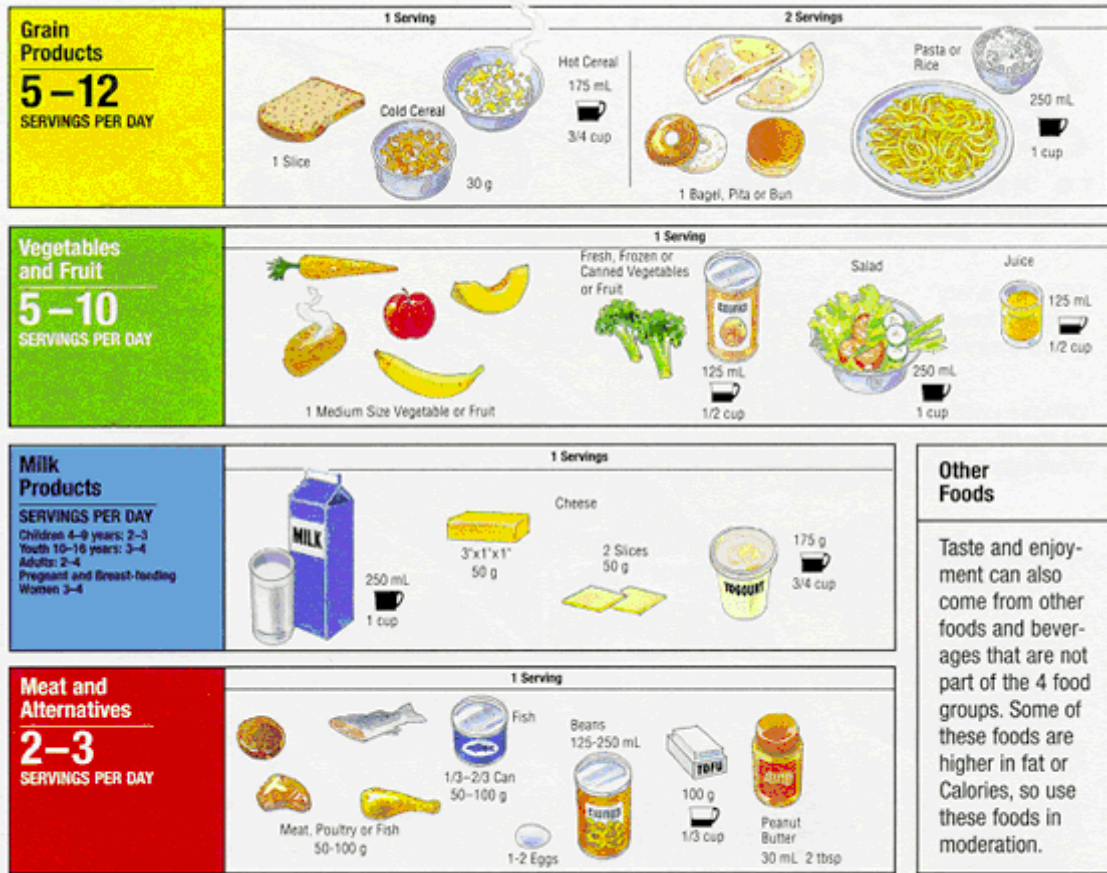 Grain
Products
5–12
SERVINGS PER DAY
1 Serving
1 Slice
Cold Cereal
30 g
Hot Cereal
175 mL
3/4 cup
2 Servings
1 Bagel, Pita or Bun
Pasta or
Rice
250 mL
1 cup
Vegetables
and Fruit
5–10
SERVINGS PER DAY
1 Serving
1 Medium Size Vegetable or Fruit
Fresh, Frozen or
Canned Vegetables
or Fruit
125 mL
1/2 cup
Salad
250 mL
1 cup
Juice
125 mL
1/2 cup
Milk
Products
SERVINGS PER DAY
Children 4–9 years: 2–3
Youth 10–16 years: 3–4
Adults: 2–4
Pregnant and Breast-feeding
Women 3–4
1 Servings
MILK
250 mL
1 cup
Cheese
3"x1"x1"
50 g
2 Slices
50 g
YOGOURT
175 g
3/4 cup
Meat and
Alternatives
2–3
SERVINGS PER DAY
1 Serving
Meat, Poultry or Fish
50-100 g
Fish
1/3–2/3 Can
50–100 g
1-2 Eggs
Beans
125-250 mL
TOFU
100 g
1/3 cup
Peanut
Butter
30 mL 2 tbsp
Other
Foods
Taste and enjoy-
ment can also
come from other
foods and bever-
ages that are not
part of the 4 food
groups. Some of
these foods are
higher in fat or
Calories, so use
these foods in
moderation.